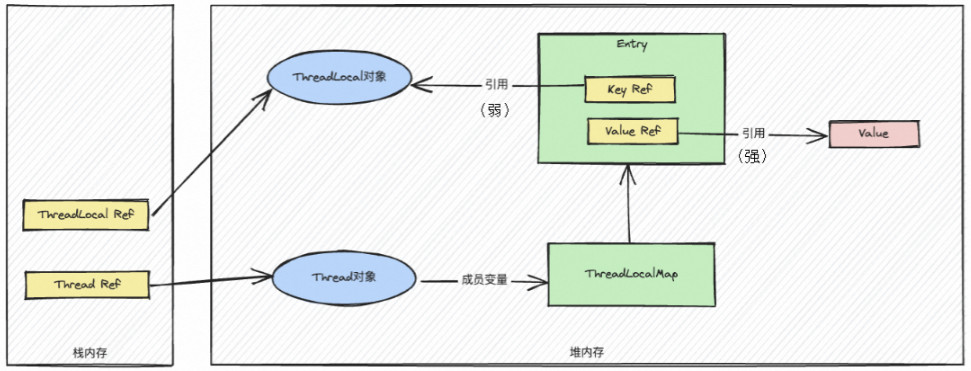 Entry
ThreadLocal对象
引用
Key Ref
（弱）
Value Ref
引用
Value
（强）
ThreadLocal Ref
Thread Ref
Thread对象
成员变量
ThreadLocalMap
栈内存
堆内存